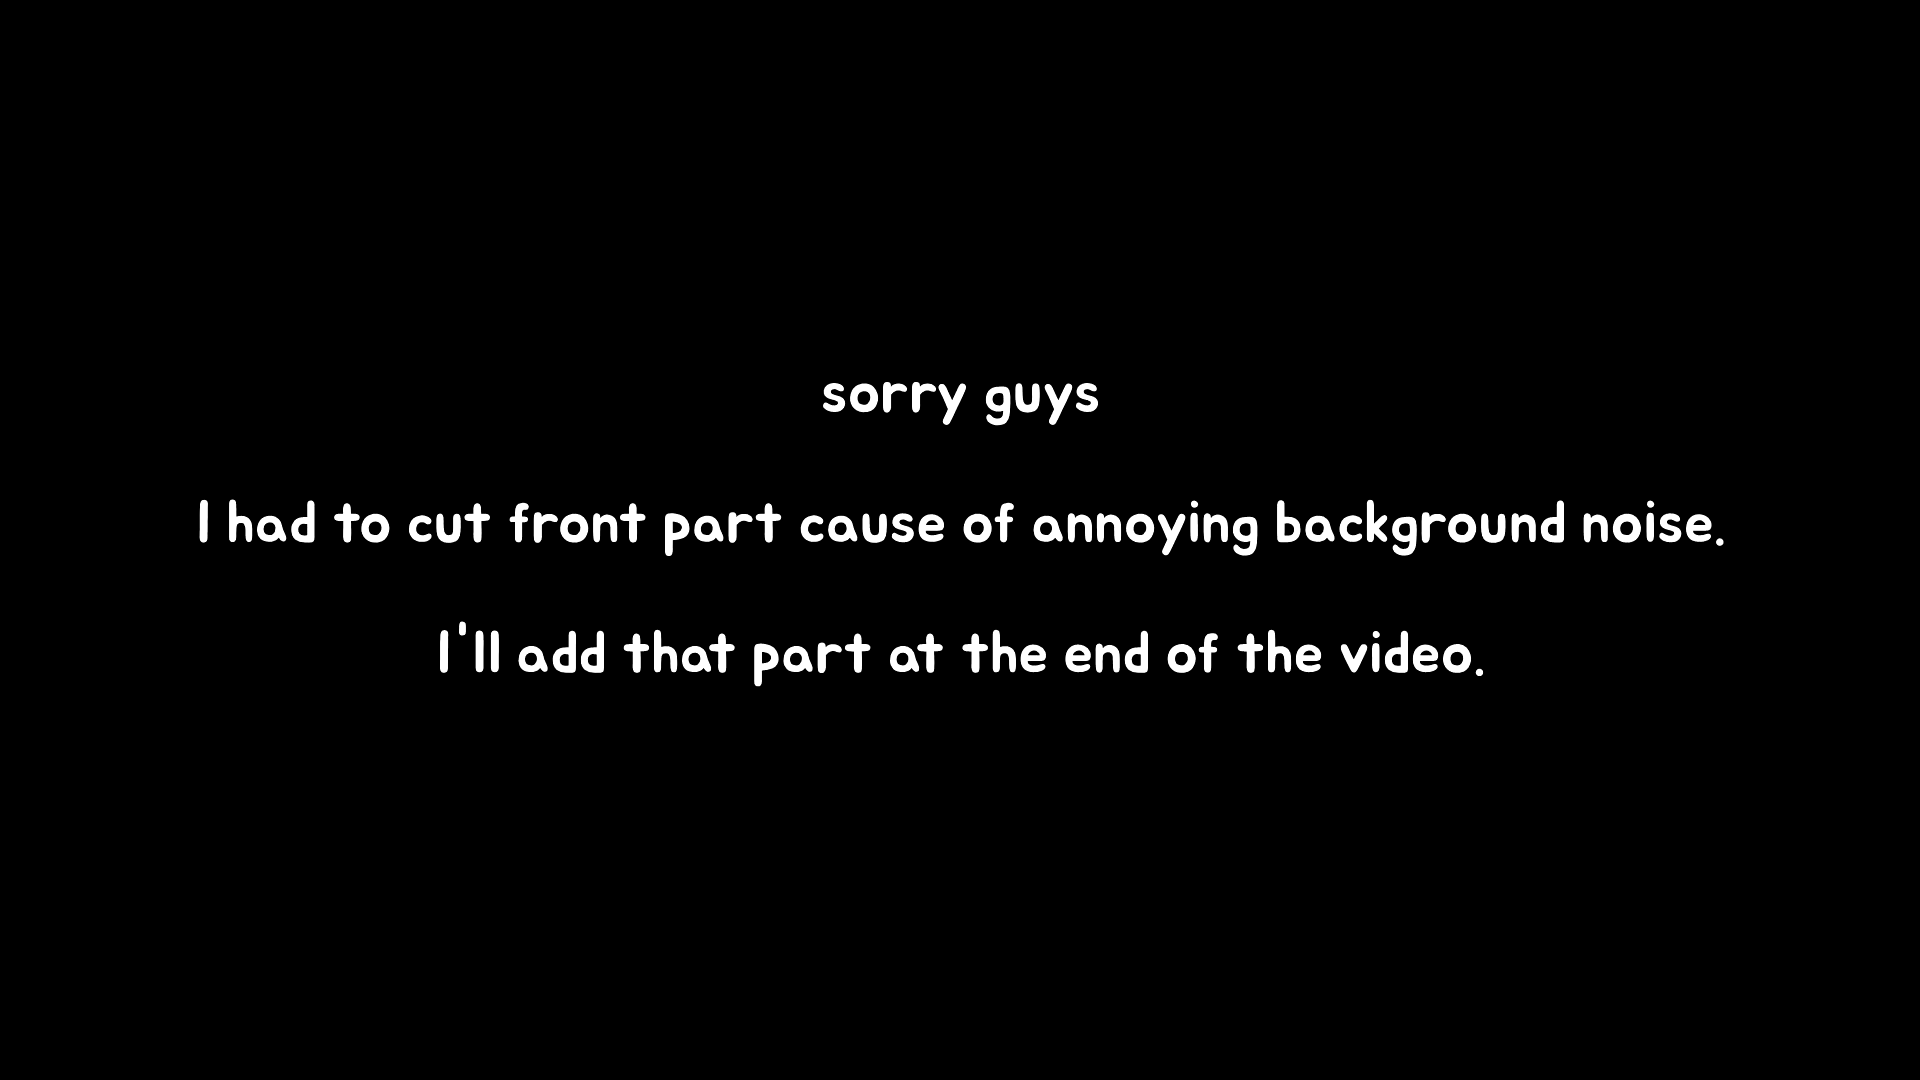 sorry guys
I had to cut front part cause of annoying background noise.
I'll add that part at the end of the video.